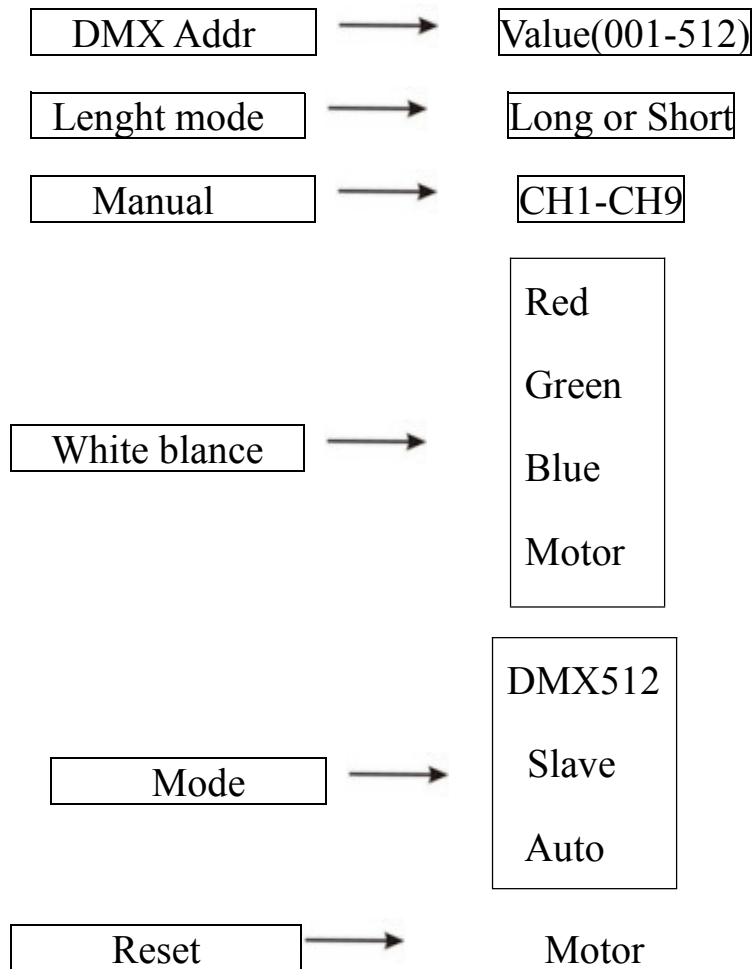 DMX Addr Value(001-512)
Lenght mode Long or Short
Manual CH1-CH9
White blance
Red
Green
Blue
Motor
Mode
DMX512
Slave
Auto
Reset Motor